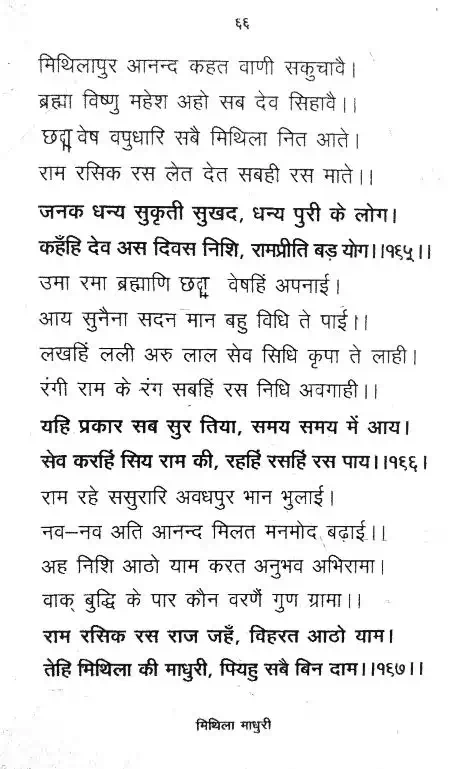 ६६
मिथिलापुर आनन्द कहत वाणी सकुचावै।
ब्रह्मा विष्णु महेश अहो सब देव सिहावै।।
छद्म वेष वपुधारि सबै मिथिला नित आते।
राम रसिक रस लेत देत सबही रस माते।।
जनक धन्य सुकृती सुखद, धन्य पुरी के लोग।
कहँहि देव अस दिवस निशि, रामप्रीति बड़ योग।।१६५।।
उमा रमा ब्रह्माणि छद्म वेषहिं अपनाई।
आय सुनैना सदन मान बहु विधि ते पाई।।
लखहिं लली अरु लाल सेव सिधि कृपा ते लाही।
रंगी राम के रंग सबहिं रस निधि अवगाही।।
यहि प्रकार सब सुर तिया, समय समय में आय।
सेव करहिं सिय राम की, रहहिं रसहिं रस पाय।।१६६।
राम रहे ससुरारि अवधपुर भान भुलाई।
नव–नव अति आनन्द मिलत मनमोद बढ़ाई।।
अह निशि आठो याम करत अनुभव अभिरामा।
वाक् बुद्धि के पार कौन वरणैं गुण ग्रामा।।
राम रसिक रस राज जहँ, विहरत आठो याम।
तेहि मिथिला की माधुरी, पियहु सबै बिन दाम।।१६७।।
मिथिला माधुरी